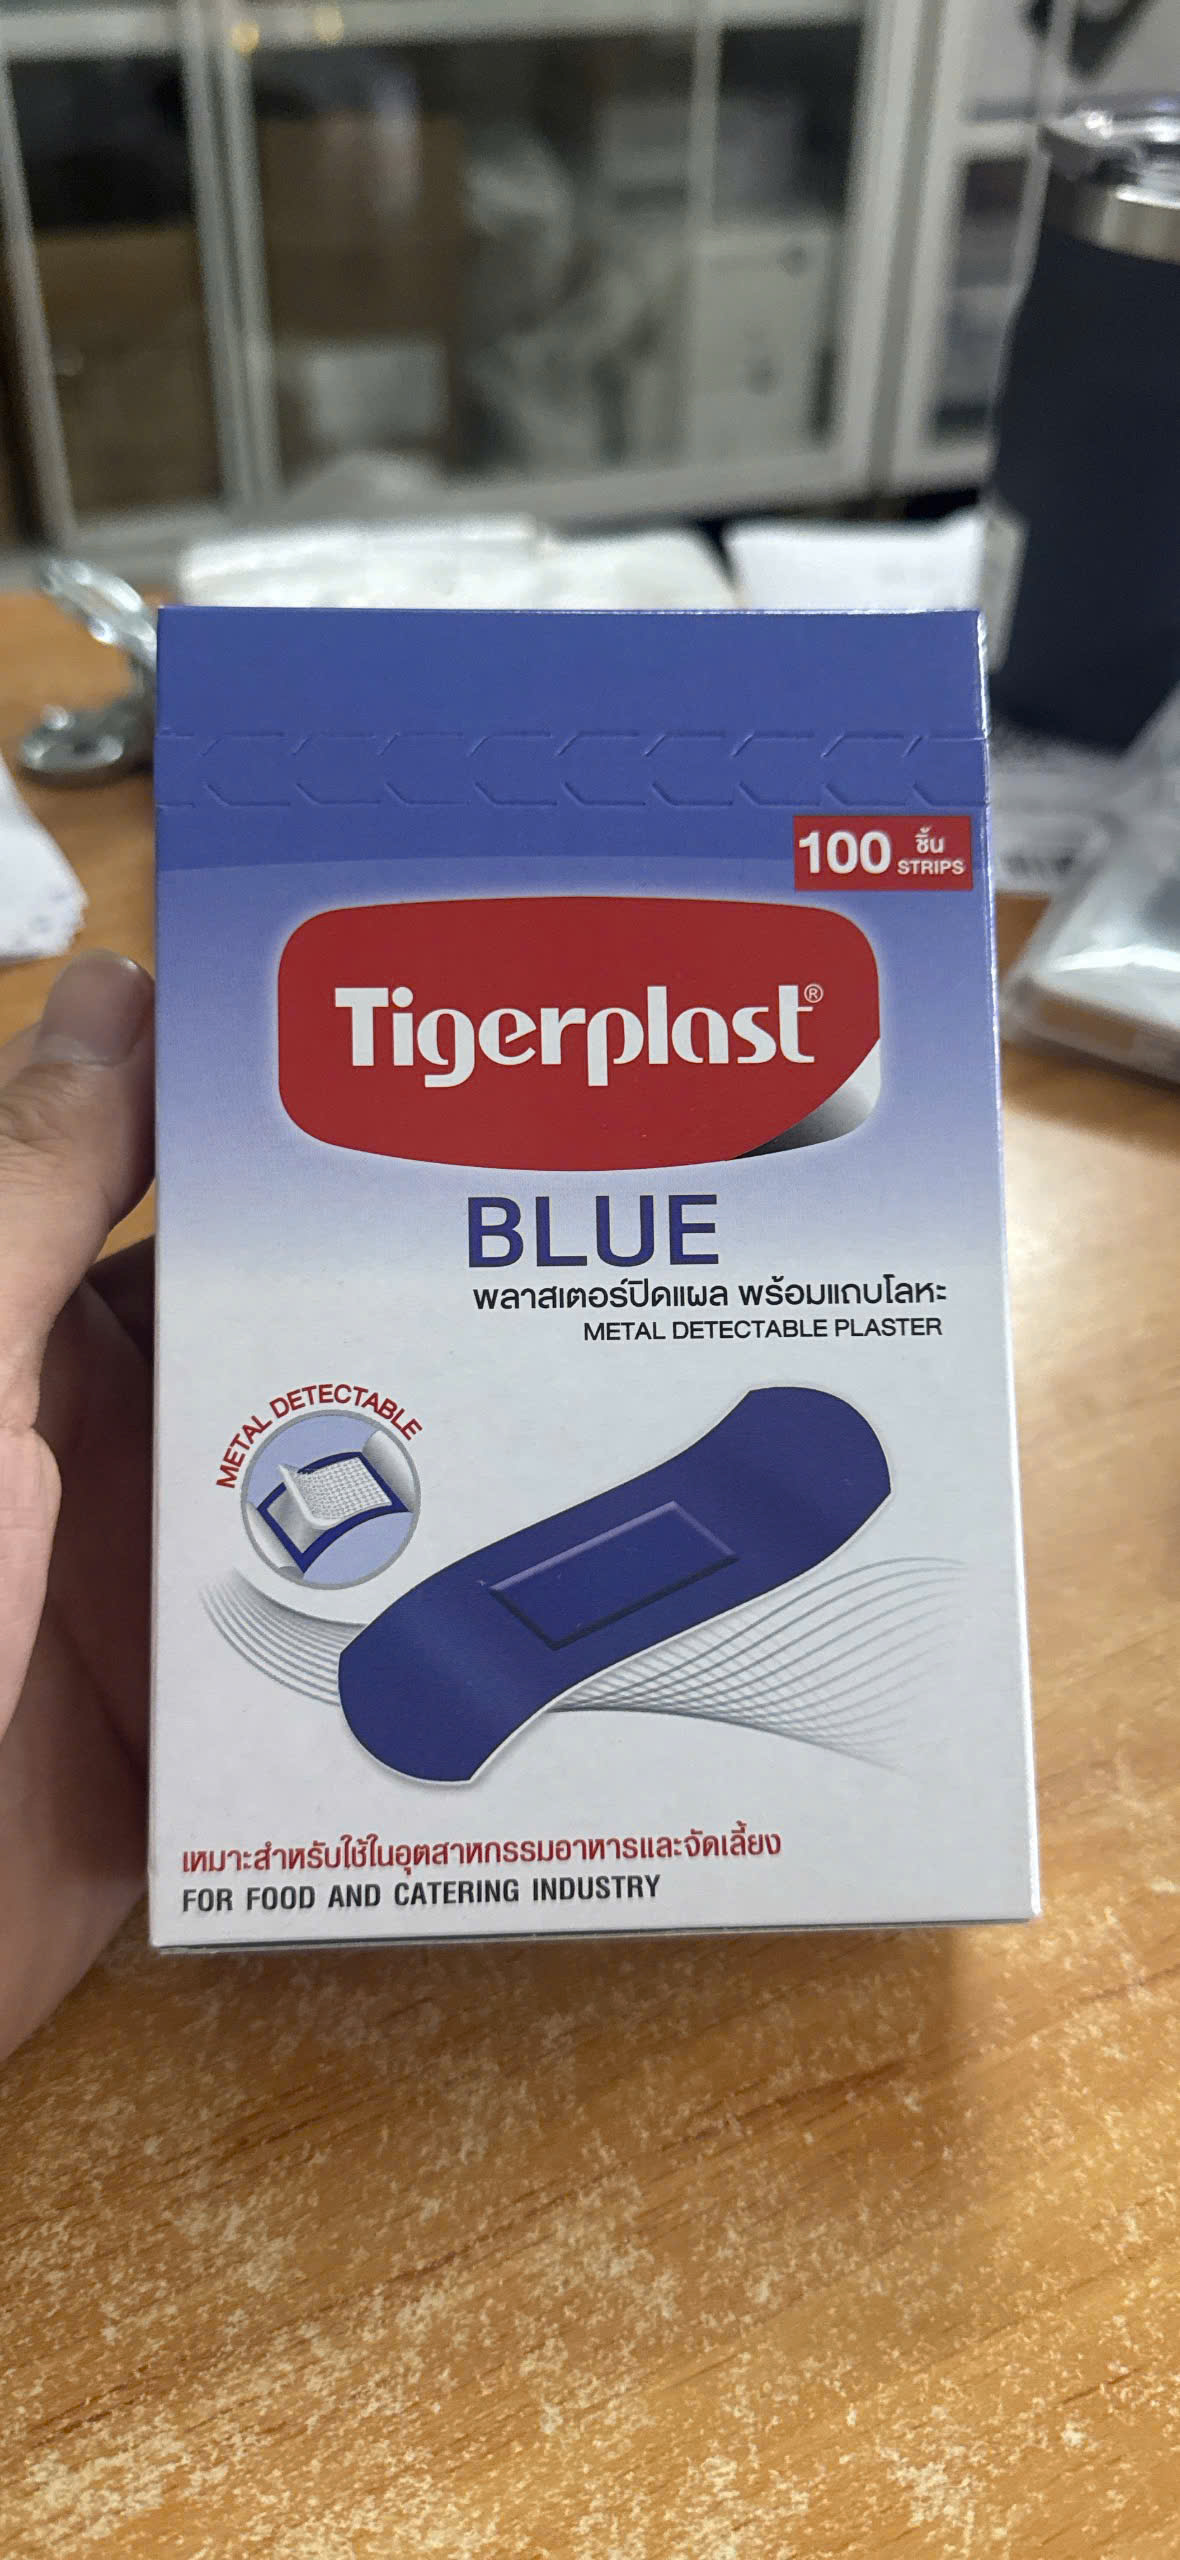 100 ชิ้น
STRIPS
Tigerplast®
BLUE
พลาสเตอร์ปิดแผล พร้อมแถบโลหะ
METAL DETECTABLE PLASTER
METAL DETECTABLE
เหมาะสำหรับใช้ในอุตสาหกรรมอาหารและจัดเลี้ยง
FOR FOOD AND CATERING INDUSTRY